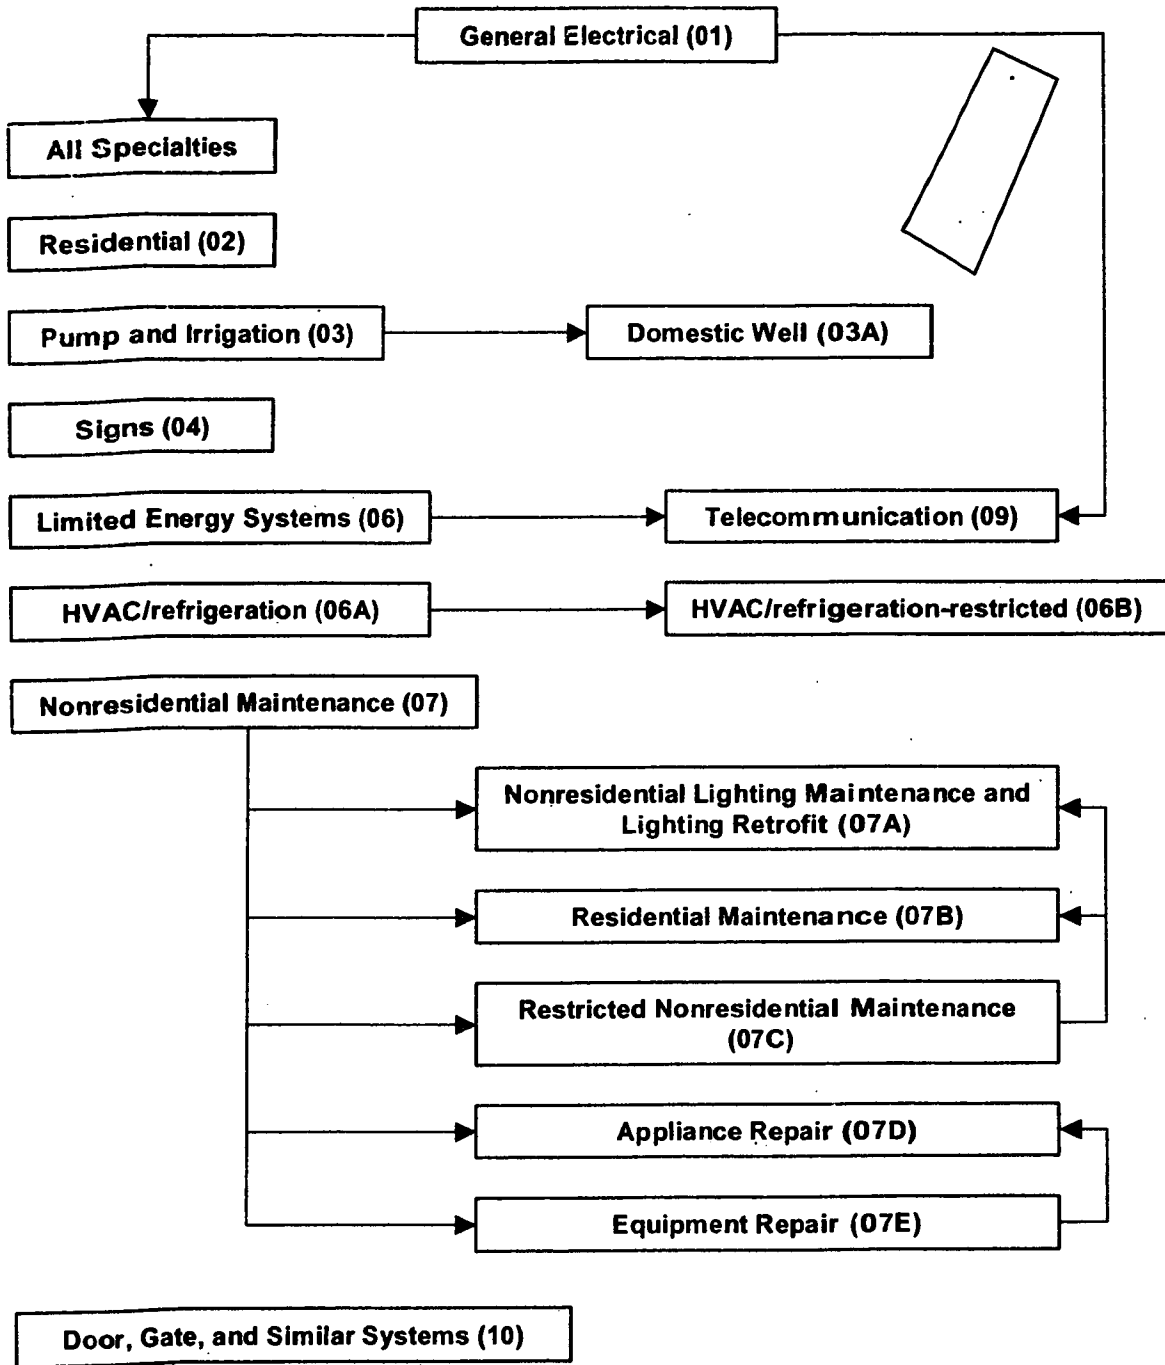 General Electrical (01)
All Specialties
Residential (02)
Pump and Irrigation (03)
Domestic Well (03A)
Signs (04)
Limited Energy Systems (06)
Telecommunication (09)
HVAC/refrigeration (06A)
HVAC/refrigeration-restricted (06B)
Nonresidential Maintenance (07)
Nonresidential Lighting Maintenance and
Lighting Retrofit (07A)
Residential Maintenance (07B)
Restricted Nonresidential Maintenance
(07C)
Appliance Repair (07D)
Equipment Repair (07E)
Door, Gate, and Similar Systems (10)